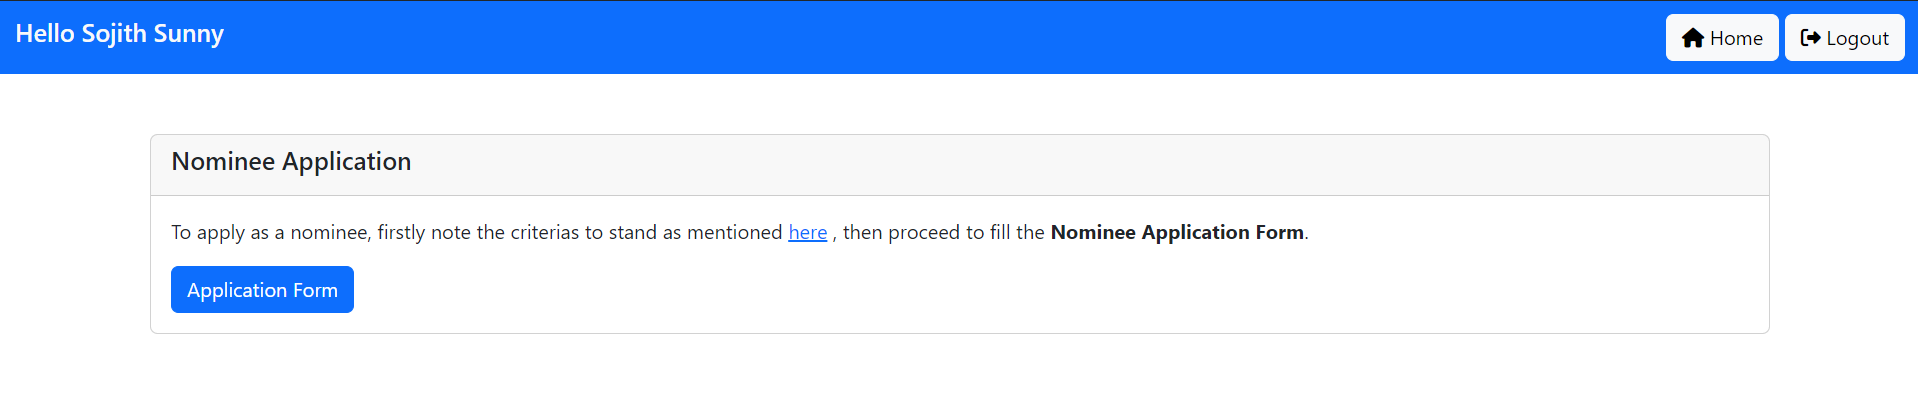 Hello Sojith Sunny
Home
Logout
Nominee Application
To apply as a nominee, firstly note the criterias to stand as mentioned here , then proceed to fill the Nominee Application Form.
Application Form